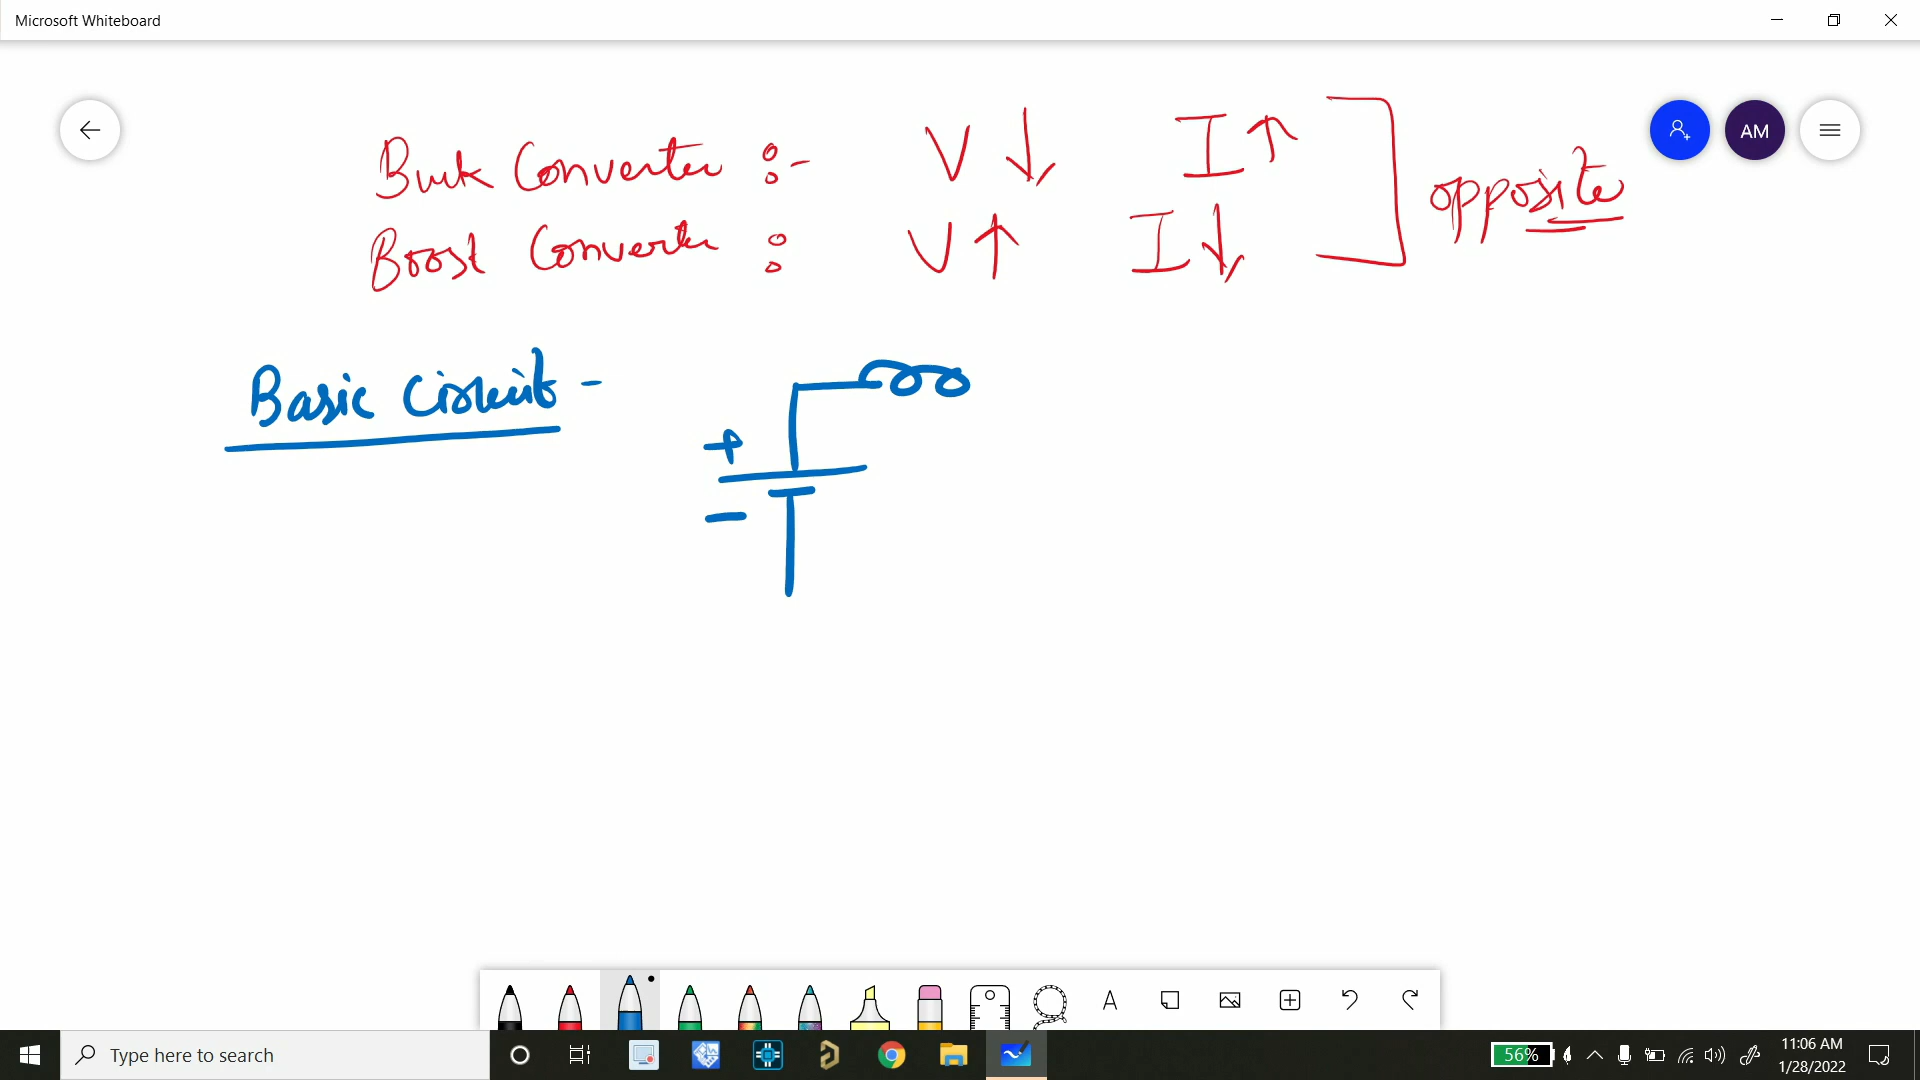 Microsoft Whiteboard
AM
Buck Converter :- V ↓ I ↑
Boost Converter : V ↑ I ↓
opposite
Basic Circuit -
+
-
A
Type here to search
56%
11:06 AM
1/28/2022